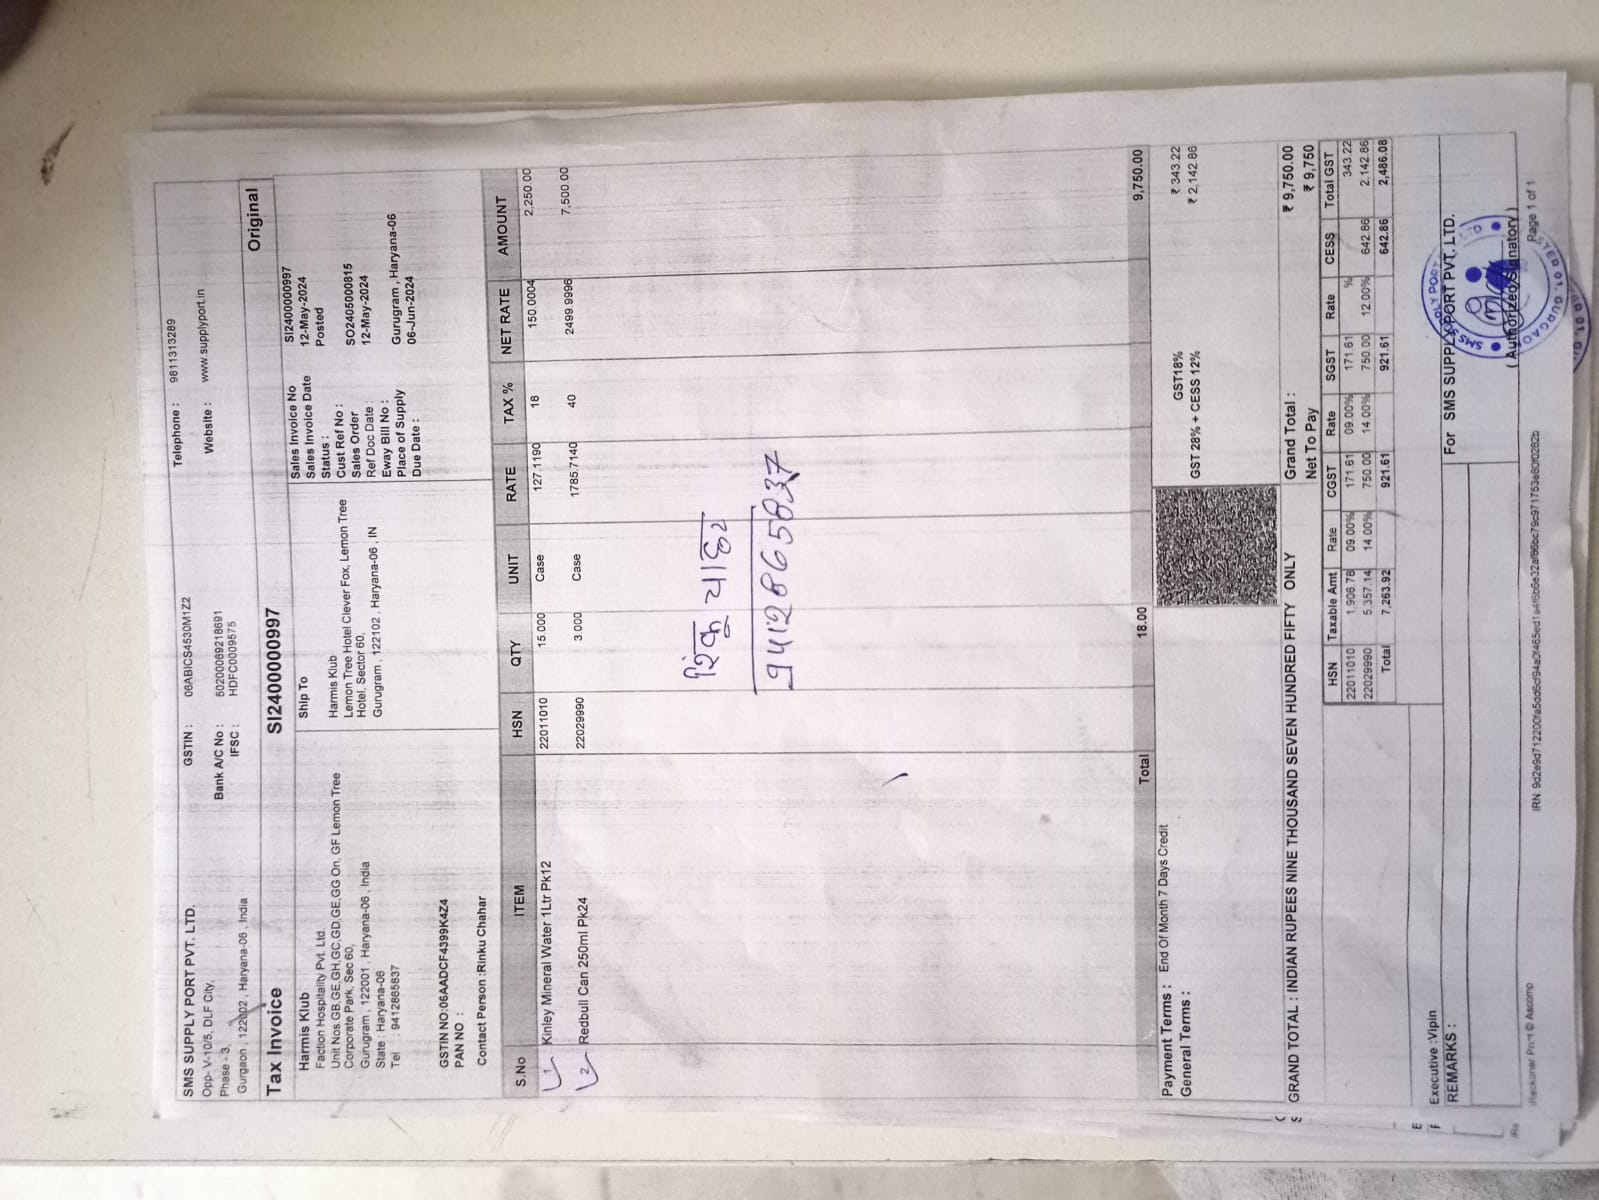 SMS SUPPLY PORT PVT. LTD.
Opp- V-10/5, DLF City,
Phase - 3,
Gurgaon , 122002 , Haryana-06 , India
GSTIN : 06ABICS4530M1Z2
Bank A/C No : 50200069218691
IFSC : HDFC0009575
Telephone : 9811313289
Website : www.supplyport.in
Tax Invoice SI2400000997 Original
Harmis Klub
Faction Hospitality Pvt. Ltd.
Unit Nos GB,GE,GH,GC,GD,GE,GG On, GF Lemon Tree
Corporate Park, Sec 60,
Gurugram , 122001 , Haryana-06 , India
State : Haryana-06
Tel : 9412865837
GSTIN NO:06AADCF4399K4Z4
PAN NO :
Contact Person :Rinku Chahar
Ship To
Harmis Klub
Lemon Tree Hotel Clever Fox, Lemon Tree
Hotel, Sector 60,
Gurugram , 122102 , Haryana-06 , IN
Sales Invoice No SI2400000997
Sales Invoice Date 12-May-2024
Status : Posted
Cust Ref No :
Sales Order SO2405000815
Ref Doc Date : 12-May-2024
Eway Bill No :
Place of Supply Gurugram , Haryana-06
Due Date : 06-Jun-2024
S.No ITEM HSN QTY UNIT RATE TAX % NET RATE AMOUNT
1 Kinley Mineral Water 1Ltr Pk12 22011010 15.000 Case 127.1190 18 150.0004 2,250.00
2 Redbull Can 250ml Pk24 22029990 3.000 Case 1785.7140 40 2499.9996 7,500.00
रिंकू चाहर
9412865837
Total 18.00 9,750.00
Payment Terms : End Of Month 7 Days Credit
General Terms :
GST18% ₹ 343.22
GST 28% + CESS 12% ₹ 2,142.86
GRAND TOTAL : INDIAN RUPEES NINE THOUSAND SEVEN HUNDRED FIFTY ONLY
Grand Total : ₹ 9,750.00
Net To Pay ₹ 9,750
HSN Taxable Amt Rate CGST Rate SGST Rate CESS Total GST
22011010 1,906.78 09.00% 171.61 09.00% 171.61 % 343.22
22029990 5,357.14 14.00% 750.00 14.00% 750.00 12.00% 642.86 2,142.86
Total 7,263.92 921.61 921.61 642.86 2,486.08
Executive :Vipin
REMARKS :
For SMS SUPPLY PORT PVT. LTD.
( Authorized Signatory )
iReckoner Print © Ascomp
Page 1 of 1